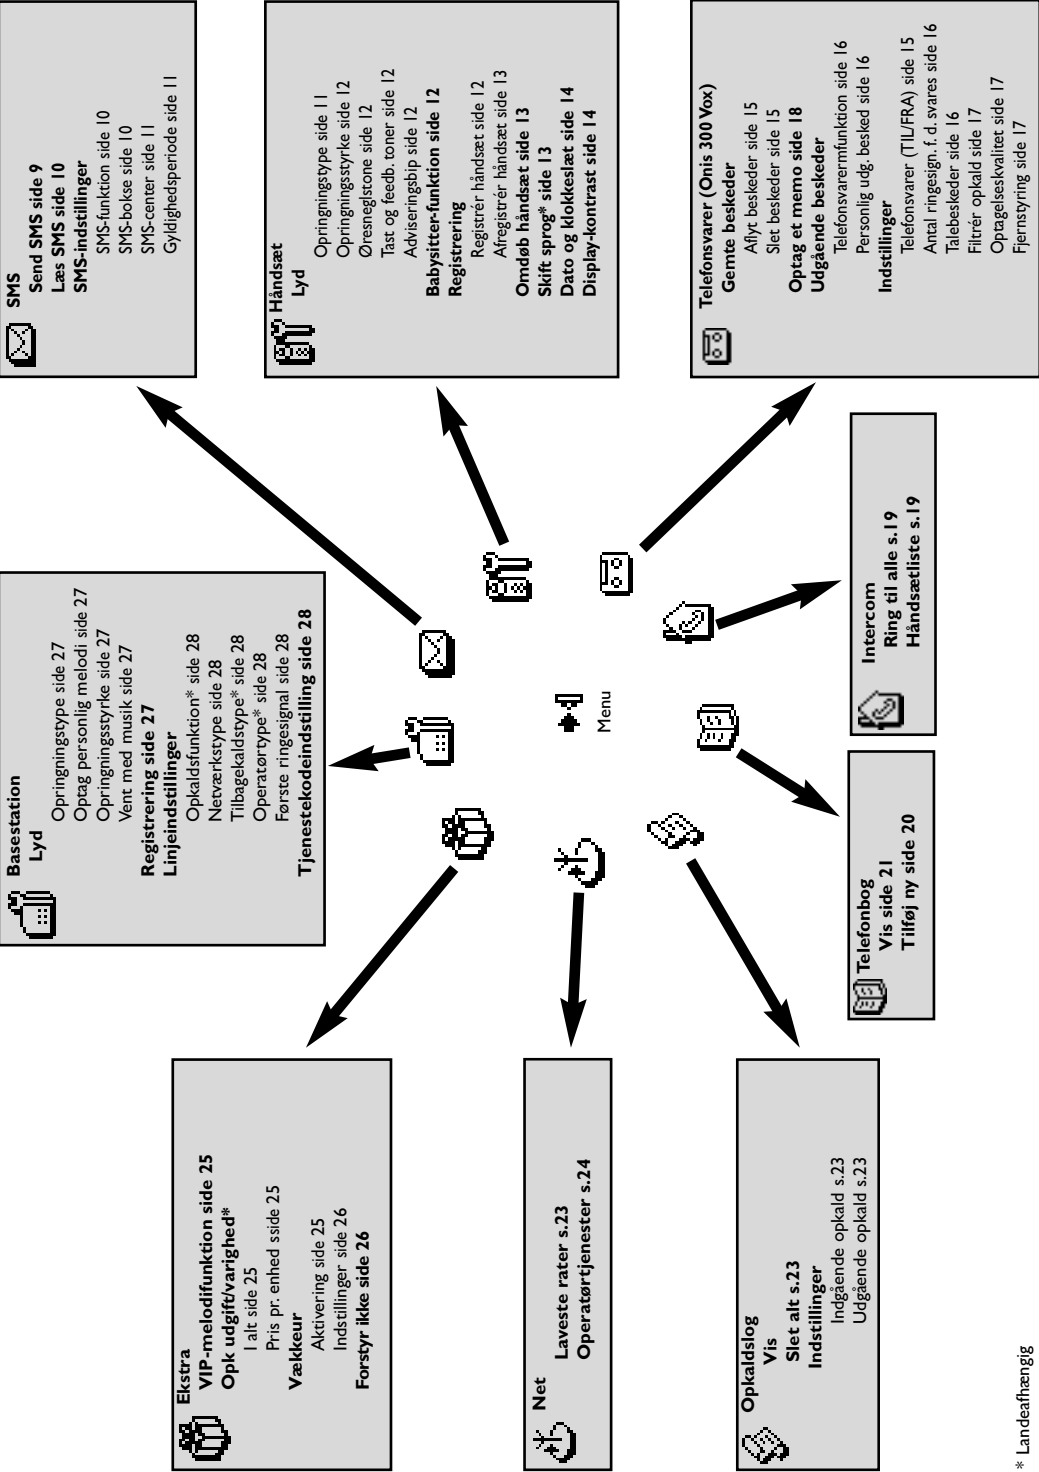 Ekstra
VIP-melodifunktion side 25
Opk udgift/varighed*
I alt side 25
Pris pr. enhed sside 25
Vækkeur
Aktivering side 25
Indstillinger side 26
Forstyr ikke side 26
Basestation
Lyd
Opringningstype side 27
Optag personlig melodi side 27
Opringningsstyrke side 27
Vent med musik side 27
Registrering side 27
Linjeindstillinger
Opkaldsfunktion* side 28
Netværkstype side 28
Tilbagekaldstype* side 28
Operatørtype* side 28
Første ringesignal side 28
Tjenestekodeindstilling side 28
SMS
Send SMS side 9
Læs SMS side 10
SMS-indstillinger
SMS-funktion side 10
SMS-bokse side 10
SMS-center side 11
Gyldighedsperiode side 11
Håndsæt
Lyd
Opringningstype side 11
Opringningsstyrke side 12
Øresneglstone side 12
Tast og feedb. toner side 12
Adviseringsbip side 12
Babysitter-funktion side 12
Registrering
Registrér håndsæt side 12
Afregistrér håndsæt side 13
Omdøb håndsæt side 13
Skift sprog* side 13
Dato og klokkeslæt side 14
Display-kontrast side 14
Net
Laveste rater s.23
Operatørtjenester s.24
Menu
Telefonsvarer (Onis 300 Vox)
Gemte beskeder
Aflyt beskeder side 15
Slet beskeder side 15
Optag et memo side 18
Udgående beskeder
Telefonsvarermfunktion side 16
Personlig udg. besked side 16
Indstillinger
Telefonsvarer (TIL/FRA) side 15
Antal ringesign. f. d. svares side 16
Talebeskeder side 16
Filtrér opkald side 17
Optagelseskvalitet side 17
Fjernstyring side 17
Opkaldslog
Vis
Slet alt s.23
Indstillinger
Indgående opkald s.23
Udgående opkald s.23
Telefonbog
Vis side 21
Tilføj ny side 20
Intercom
Ring til alle s.19
Håndsætliste s.19
* Landeafhængig